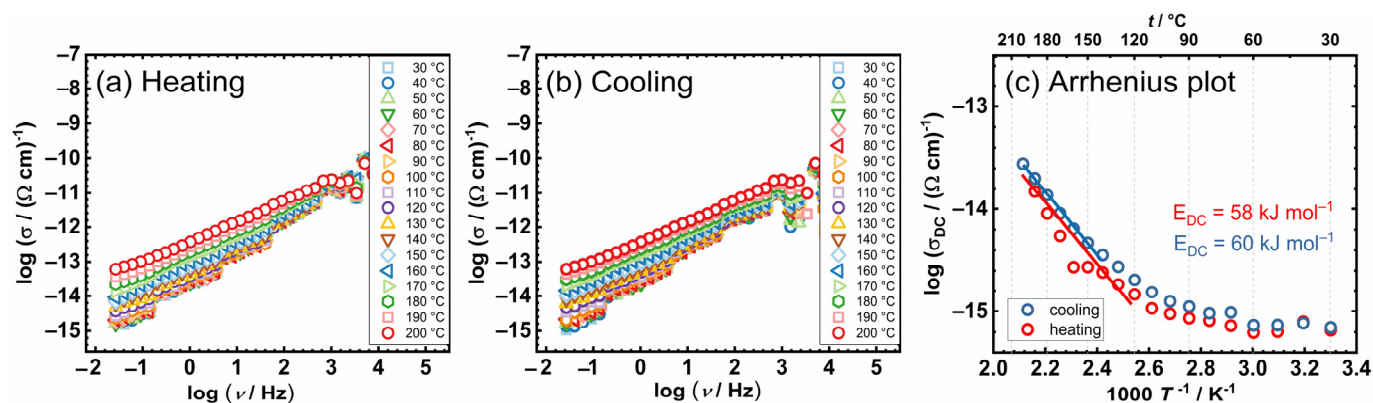 (a) Heating
log (σ / (Ω cm)⁻¹
–7
–8
–9
–10
–11
–12
–13
–14
–15
–2 –1 0 1 2 3 4 5
log (ν / Hz)
30 °C
40 °C
50 °C
60 °C
70 °C
80 °C
90 °C
100 °C
110 °C
120 °C
130 °C
140 °C
150 °C
160 °C
170 °C
180 °C
190 °C
200 °C
(b) Cooling
log (σ / (Ω cm)⁻¹
–7
–8
–9
–10
–11
–12
–13
–14
–15
–2 –1 0 1 2 3 4 5
log (ν / Hz)
30 °C
40 °C
50 °C
60 °C
70 °C
80 °C
90 °C
100 °C
110 °C
120 °C
130 °C
140 °C
150 °C
160 °C
170 °C
180 °C
190 °C
200 °C
t / °C
210 180 150 120 90 60 30
(c) Arrhenius plot
log (σDC / (Ω cm)⁻¹
–13
–14
–15
EDC = 58 kJ mol⁻¹
EDC = 60 kJ mol⁻¹
cooling
heating
2.0 2.2 2.4 2.6 2.8 3.0 3.2 3.4
1000 T⁻¹ / K⁻¹